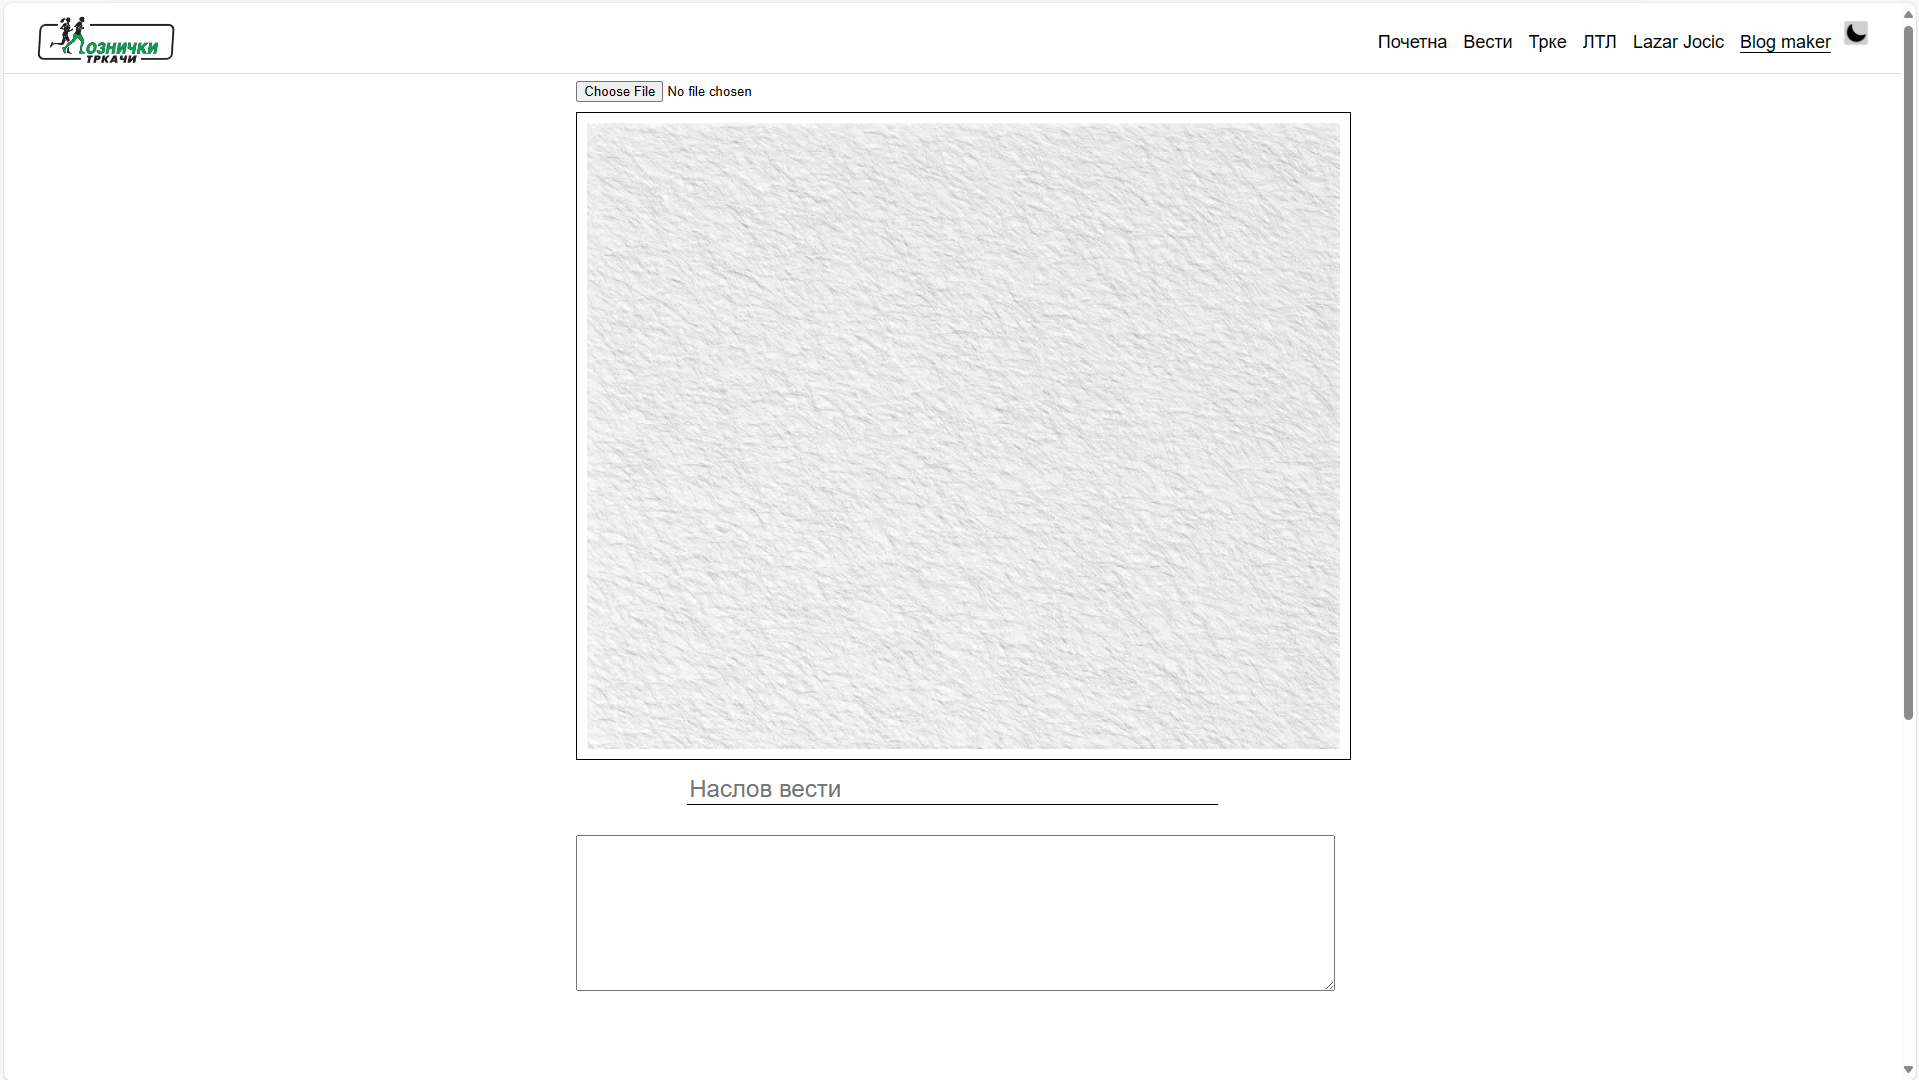 ОЗНИЧКИ
ТРКАЧИ
Почетна Вести Трке ЛТЛ Lazar Jocic Blog maker
Choose File No file chosen
Наслов вести